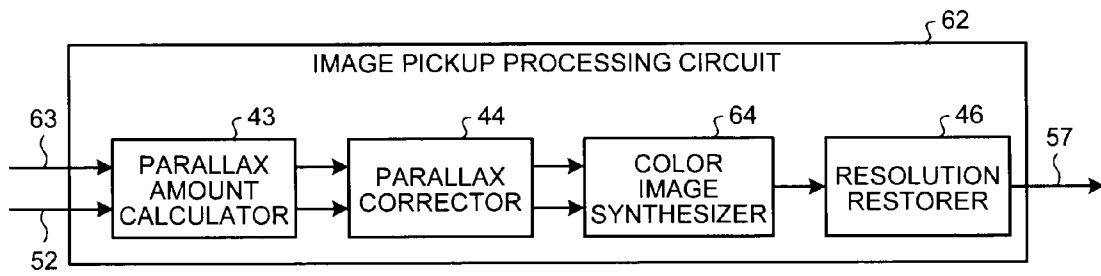 62
IMAGE PICKUP PROCESSING CIRCUIT
63
43
44
64
46
57
PARALLAX
AMOUNT
CALCULATOR
PARALLAX
CORRECTOR
COLOR
IMAGE
SYNTHESIZER
RESOLUTION
RESTORER
52